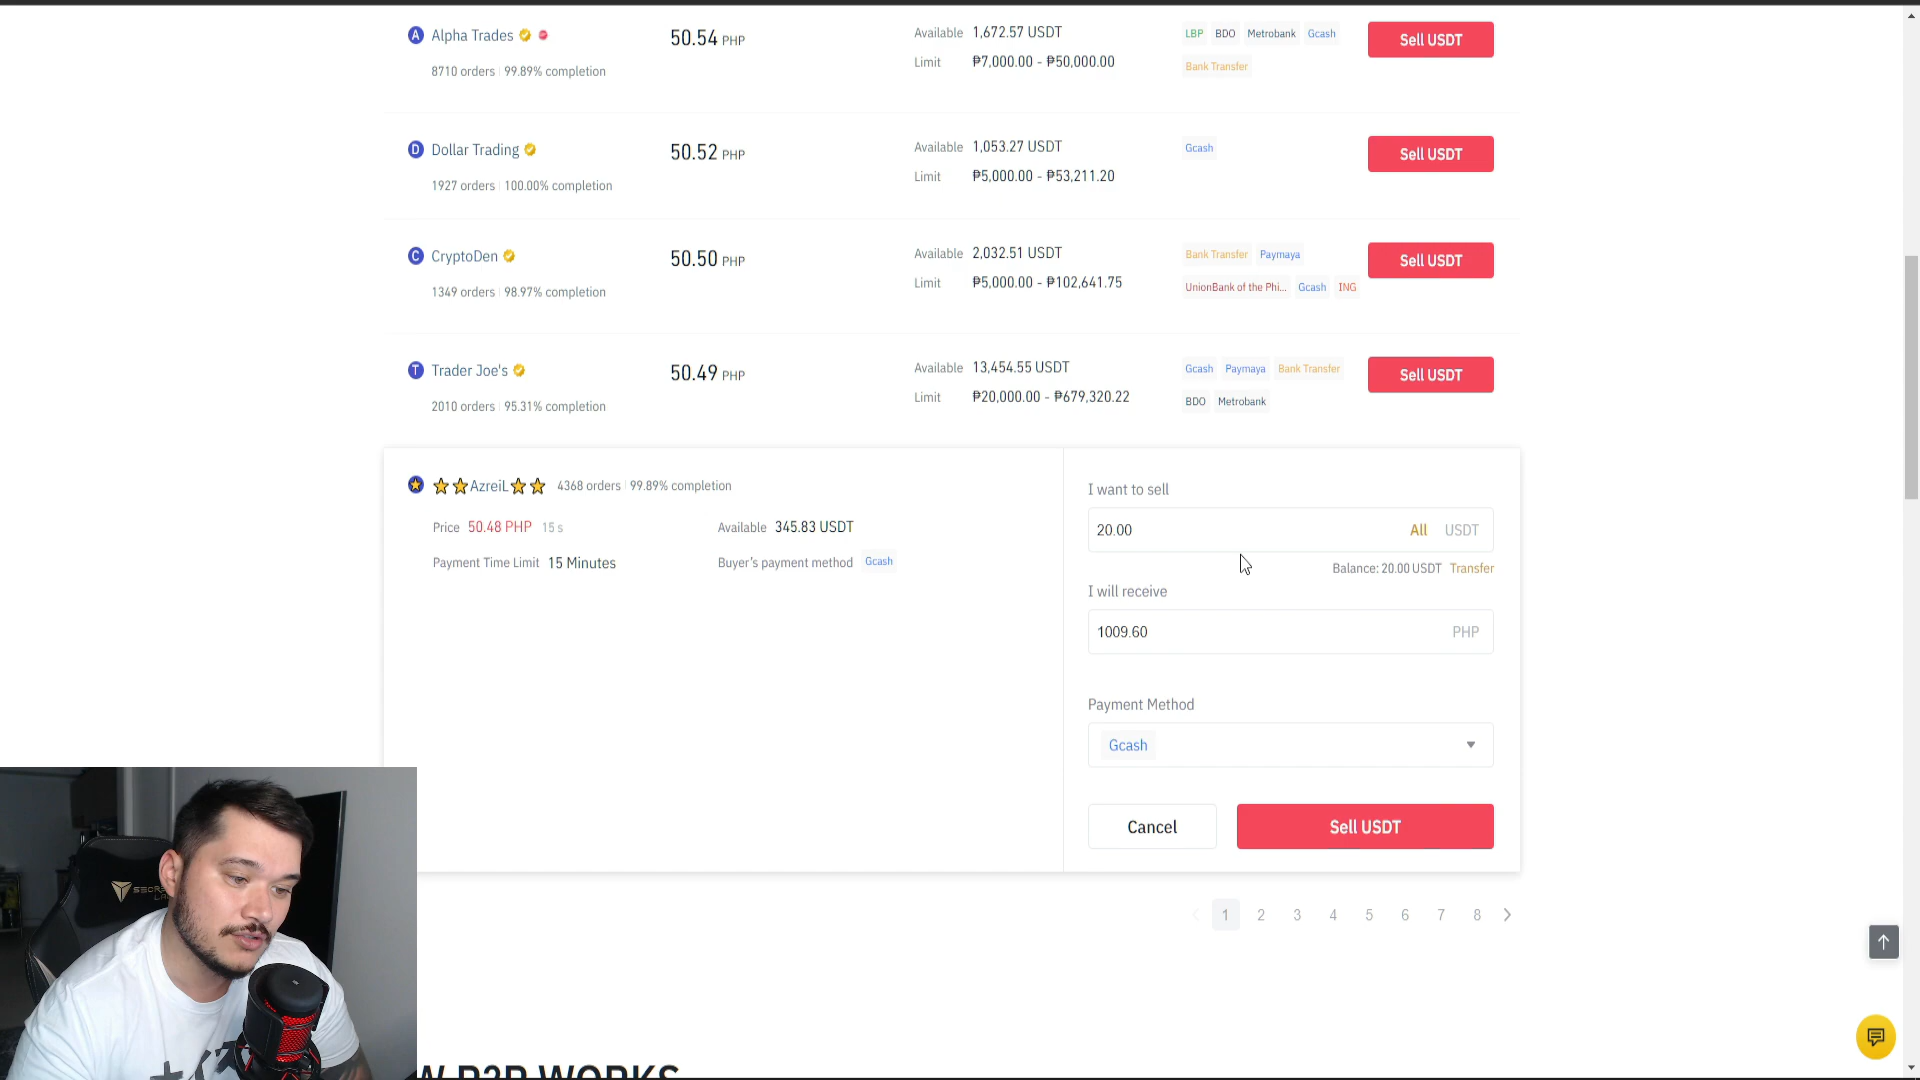 A Alpha Trades 50.54 PHP Available 1,672.57 USDT LBP BDO Metrobank Gcash Sell USDT
8710 orders | 99.89% completion Limit ₱7,000.00 - ₱50,000.00 Bank Transfer
D Dollar Trading 50.52 PHP Available 1,053.27 USDT Gcash Sell USDT
1927 orders | 100.00% completion Limit ₱5,000.00 - ₱53,211.20
C CryptoDen 50.50 PHP Available 2,032.51 USDT Bank Transfer Paymaya Sell USDT
1349 orders | 98.97% completion Limit ₱5,000.00 - ₱102,641.75 UnionBank of the Phi... Gcash ING
T Trader Joe's 50.49 PHP Available 13,454.55 USDT Gcash Paymaya Bank Transfer Sell USDT
2010 orders | 95.31% completion Limit ₱20,000.00 - ₱679,320.22 BDO Metrobank
AzreiL 4368 orders | 99.89% completion
Price 50.48 PHP 15 s Available 345.83 USDT
Payment Time Limit 15 Minutes Buyer's payment method Gcash
I want to sell
20.00 All USDT
Balance: 20.00 USDT Transfer
I will receive
1009.60 PHP
Payment Method
Gcash
Cancel Sell USDT
1 2 3 4 5 6 7 8
P2P WORKS